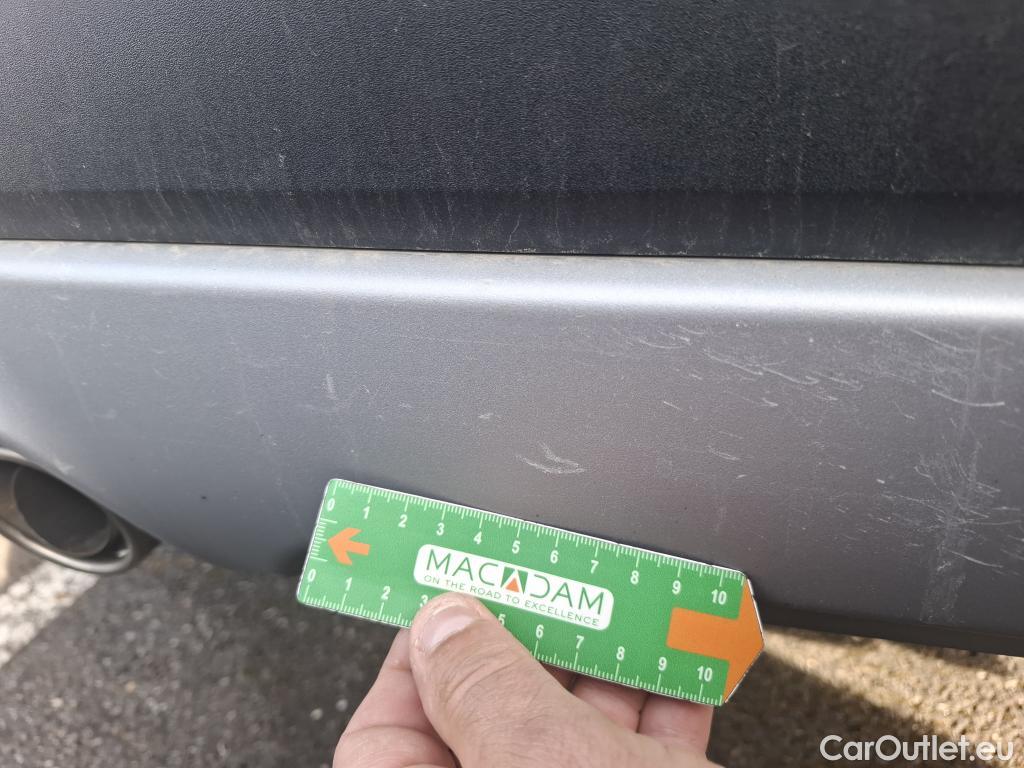 0 1 2 3 4 5 6 7 8 9 10
MACADAM
ON THE ROAD TO EXCELLENCE
0 1 2 3 5 6 7 8 9 10
CarOutlet.eu